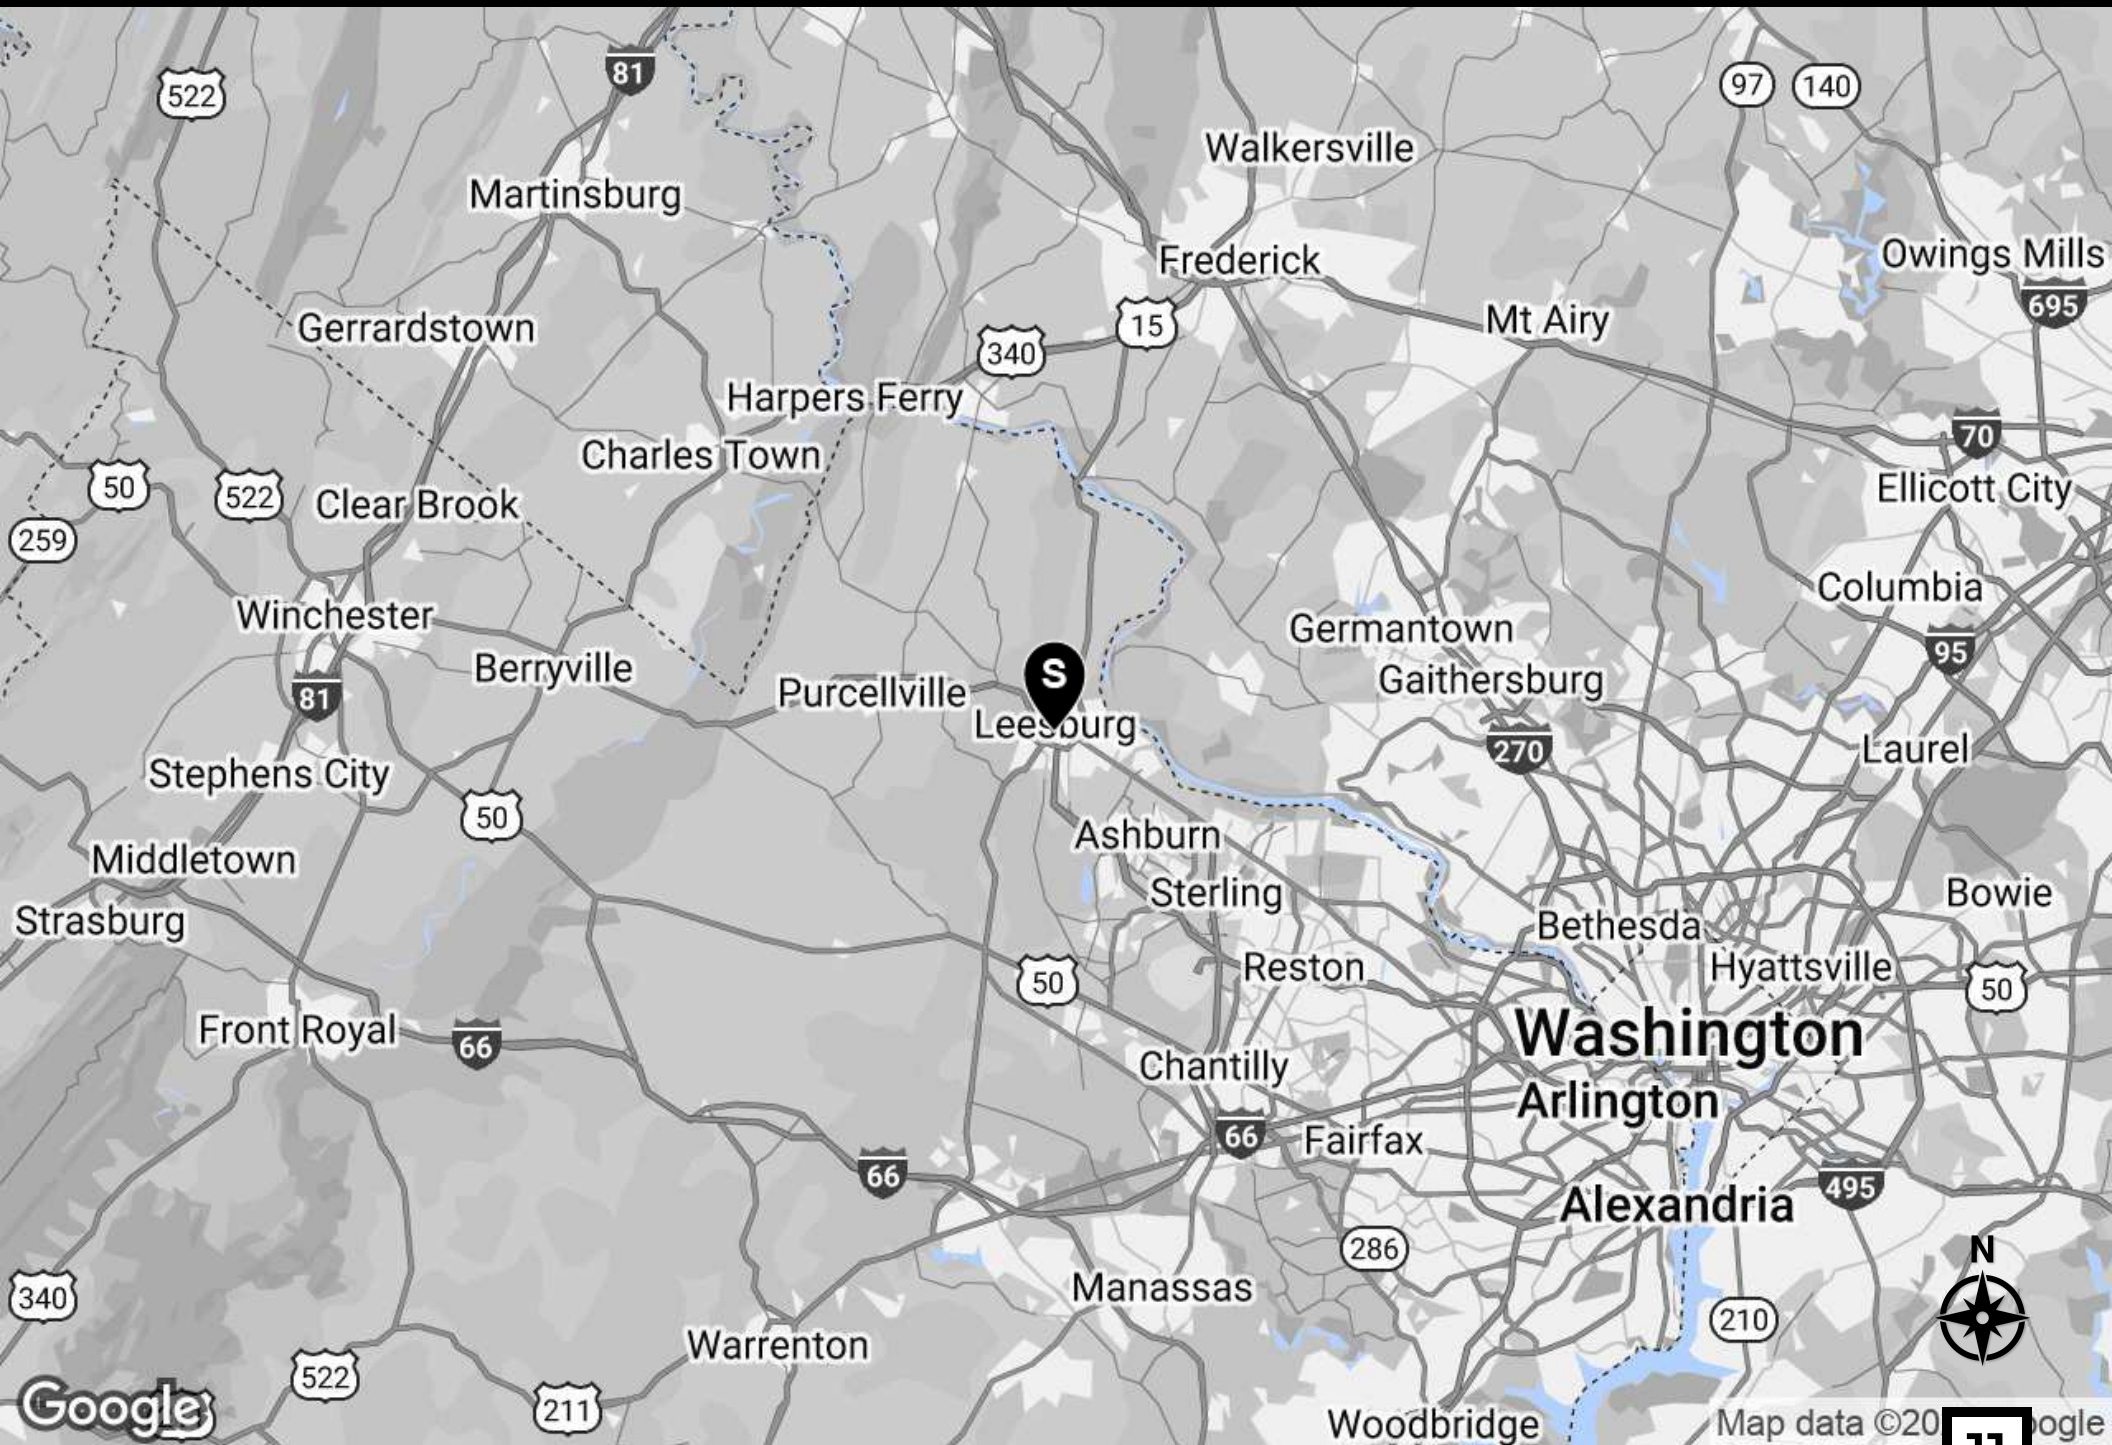 81
522
97
140
Walkersville
Martinsburg
Frederick
Owings Mills
695
15
Mt Airy
Gerrardstown
340
Harpers Ferry
70
Charles Town
50
522
Clear Brook
Ellicott City
259
Columbia
Winchester
Germantown
95
Berryville
S
Gaithersburg
81
Purcellville
Leesburg
270
Laurel
Stephens City
50
Ashburn
Middletown
Sterling
Bowie
Strasburg
Bethesda
Reston
Hyattsville
50
50
Front Royal
66
Washington
Chantilly
Arlington
66
Fairfax
66
495
Alexandria
286
N
340
Manassas
210
Warrenton
522
211
Google
Woodbridge
Map data ©20